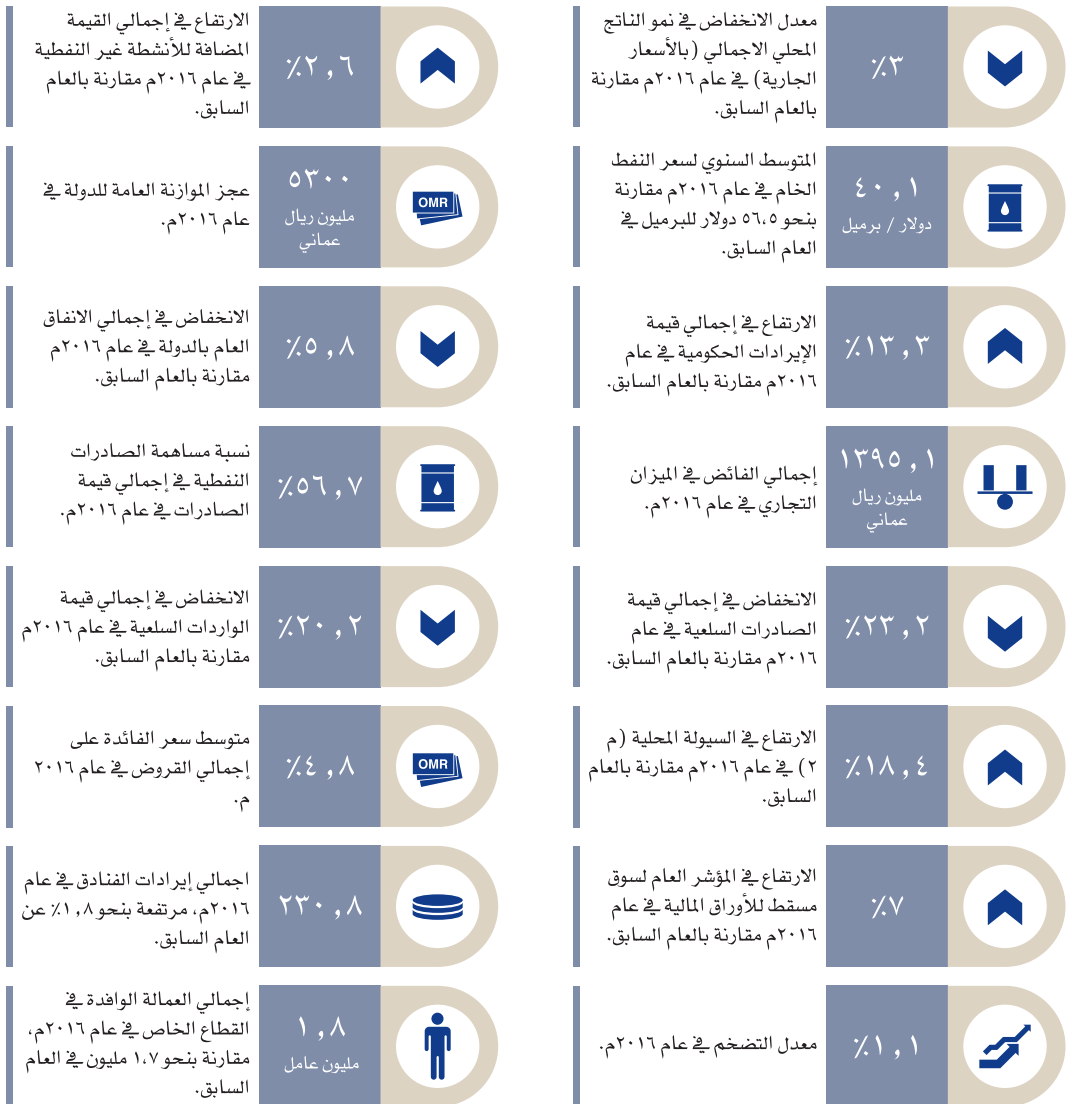 ٣٪
معدل الانخفاض في نمو الناتج
المحلي الاجمالي (بالأسعار
الجارية) في عام ٢٠١٦م مقارنة
بالعام السابق.
٢,٦٪
الارتفاع في إجمالي القيمة
المضافة للأنشطة غير النفطية
في عام ٢٠١٦م مقارنة بالعام
السابق.
٤٠,١
دولار / برميل
المتوسط السنوي لسعر النفط
الخام في عام ٢٠١٦م مقارنة
بنحو ٥٦,٥ دولار للبرميل في
العام السابق.
OMR
٥٣٠٠
مليون ريال
عماني
عجز الموازنة العامة للدولة في
عام ٢٠١٦م.
١٣,٣٪
الارتفاع في إجمالي قيمة
الإيرادات الحكومية في عام
٢٠١٦م مقارنة بالعام السابق.
٥,٨٪
الانخفاض في إجمالي الانفاق
العام بالدولة في عام ٢٠١٦م
مقارنة بالعام السابق.
١٣٩٥,١
مليون ريال
عماني
إجمالي الفائض في الميزان
التجاري في عام ٢٠١٦م.
٥٦,٧٪
نسبة مساهمة الصادرات
النفطية في إجمالي قيمة
الصادرات في عام ٢٠١٦م.
٢٣,٢٪
الانخفاض في إجمالي قيمة
الصادرات السلعية في عام
٢٠١٦م مقارنة بالعام السابق.
٢٠,٢٪
الانخفاض في إجمالي قيمة
الواردات السلعية في عام ٢٠١٦م
مقارنة بالعام السابق.
١٨,٤٪
الارتفاع في السيولة المحلية (م
٢) في عام ٢٠١٦م مقارنة بالعام
السابق.
OMR
٤,٨٪
متوسط سعر الفائدة على
إجمالي القروض في عام ٢٠١٦
م.
٧٪
الارتفاع في المؤشر العام لسوق
مسقط للأوراق المالية في عام
٢٠١٦م مقارنة بالعام السابق.
٢٣٠,٨
اجمالي إيرادات الفنادق في عام
٢٠١٦م، مرتفعة بنحو ١,٨٪ عن
العام السابق.
١,١٪
معدل التضخم في عام ٢٠١٦م.
١,٨
مليون عامل
إجمالي العمالة الوافدة في
القطاع الخاص في عام ٢٠١٦م،
مقارنة بنحو ١,٧ مليون في العام
السابق.